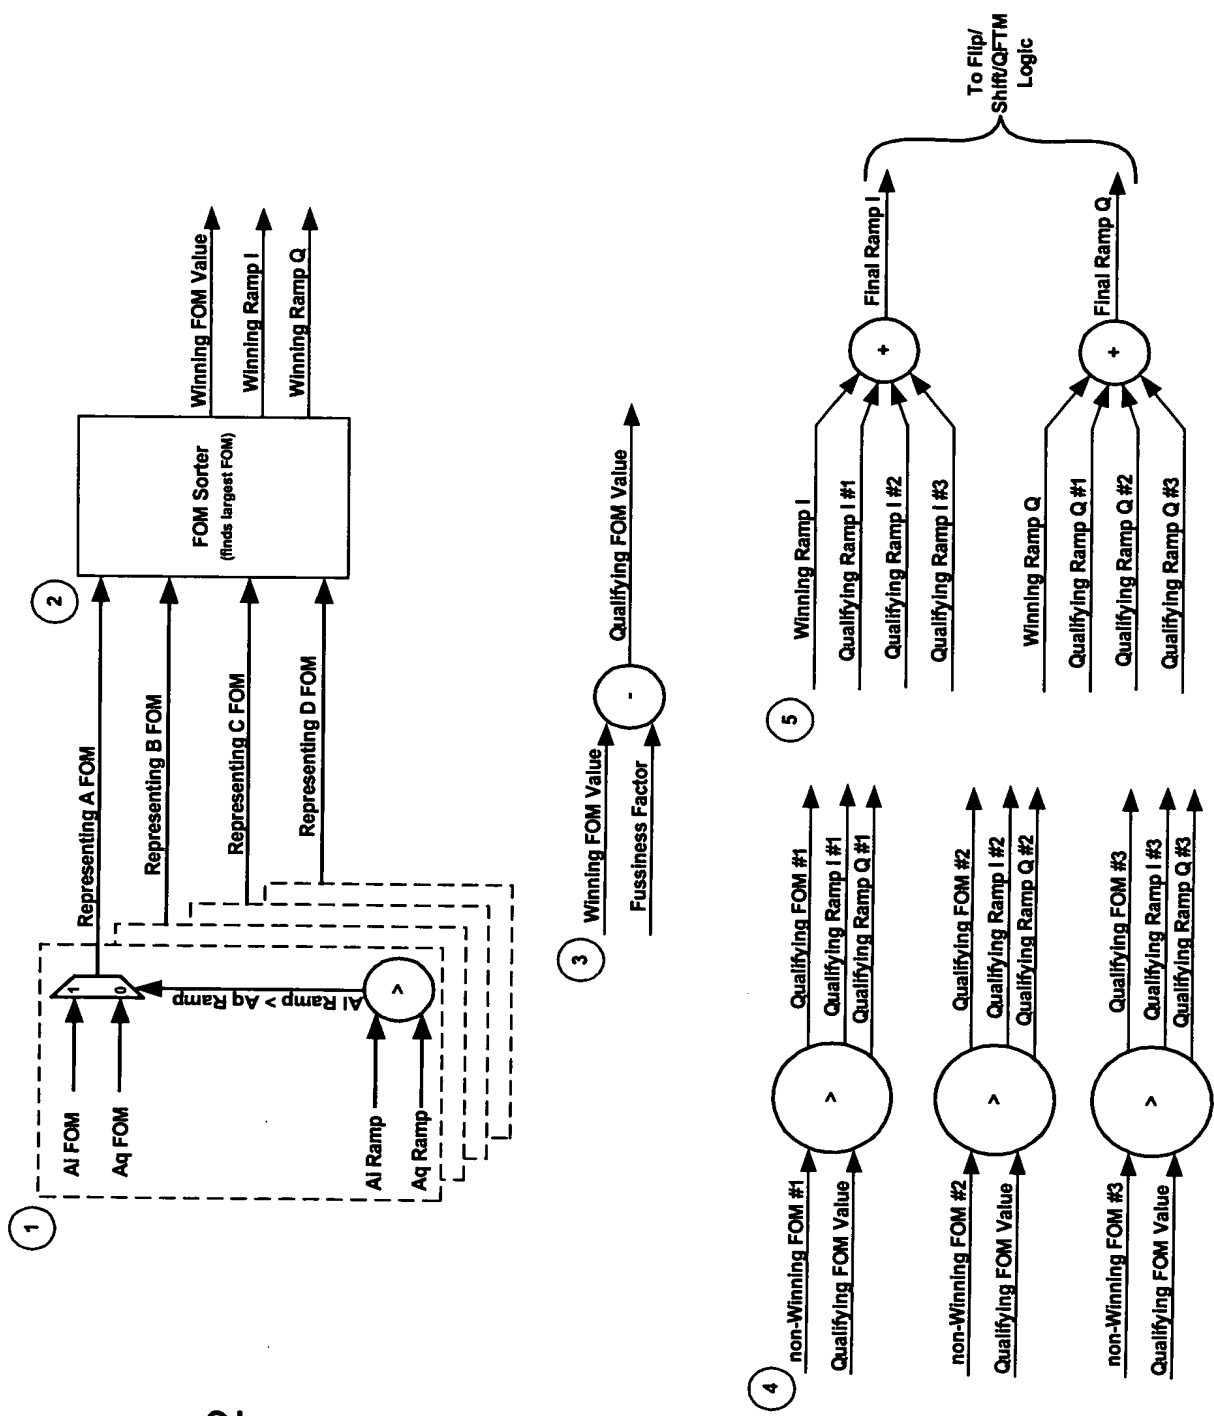 1
Ai FOM
Aq FOM
1
0
Ai Ramp > Aq Ramp
Ai Ramp
Aq Ramp
>
Representing A FOM
Representing B FOM
Representing C FOM
Representing D FOM
2
FOM Sorter
(finds largest FOM)
Winning FOM Value
Winning Ramp I
Winning Ramp Q
3
Winning FOM Value
Fussiness Factor
-
Qualifying FOM Value
4
non-Winning FOM #1
Qualifying FOM Value
>
Qualifying FOM #1
Qualifying Ramp I #1
Qualifying Ramp Q #1
non-Winning FOM #2
Qualifying FOM Value
>
Qualifying FOM #2
Qualifying Ramp I #2
Qualifying Ramp Q #2
non-Winning FOM #3
Qualifying FOM Value
>
Qualifying FOM #3
Qualifying Ramp I #3
Qualifying Ramp Q #3
5
Winning Ramp I
Qualifying Ramp I #1
Qualifying Ramp I #2
Qualifying Ramp I #3
+
Final Ramp I
Winning Ramp Q
Qualifying Ramp Q #1
Qualifying Ramp Q #2
Qualifying Ramp Q #3
+
Final Ramp Q
To Flip/
Shift/QFTM
Logic